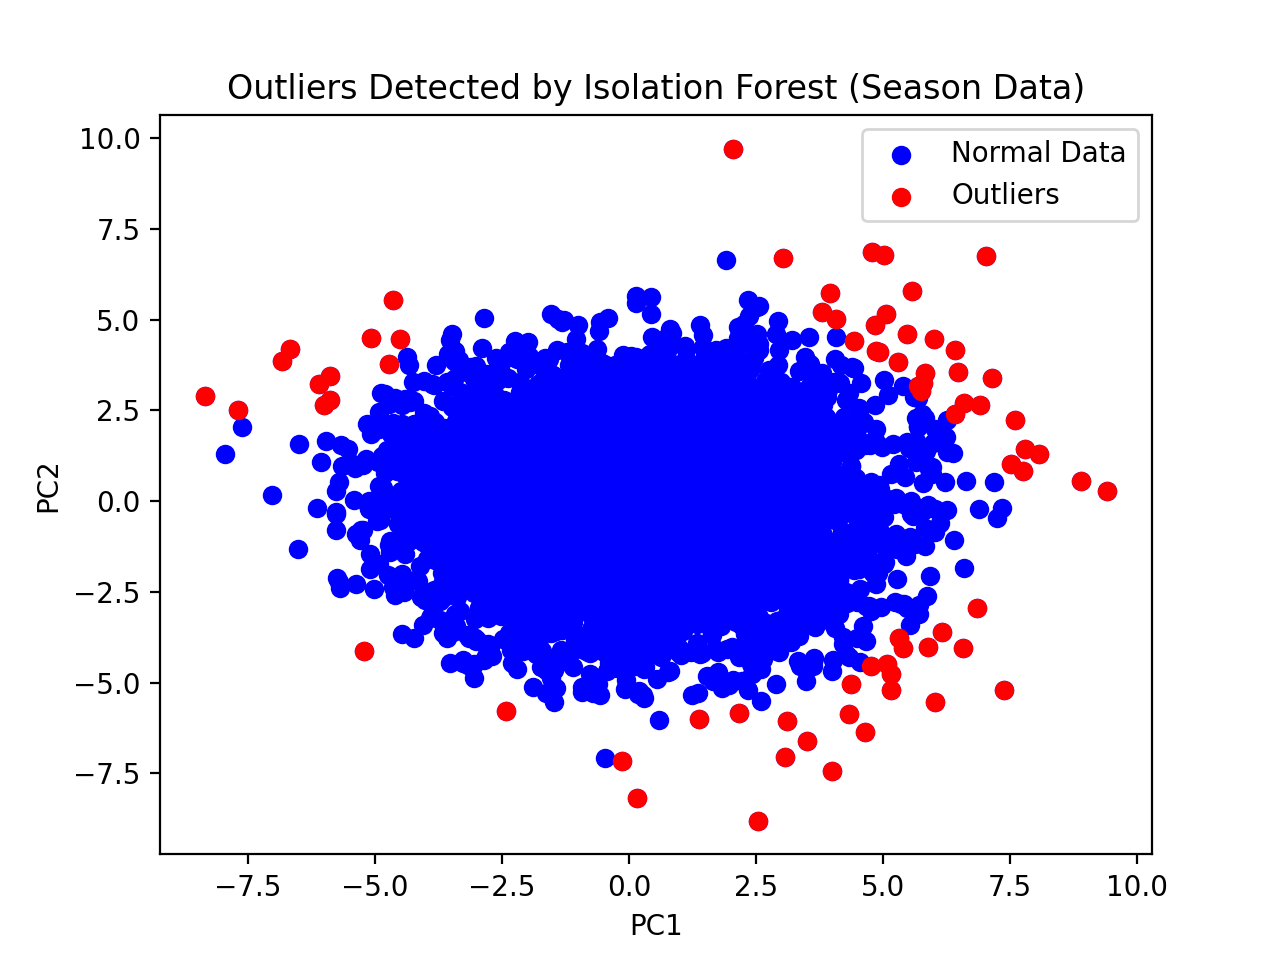 Outliers Detected by Isolation Forest (Season Data)
10.0
7.5
5.0
2.5
0.0
−2.5
−5.0
−7.5
PC2
Normal Data
Outliers
−7.5 −5.0 −2.5 0.0 2.5 5.0 7.5 10.0
PC1